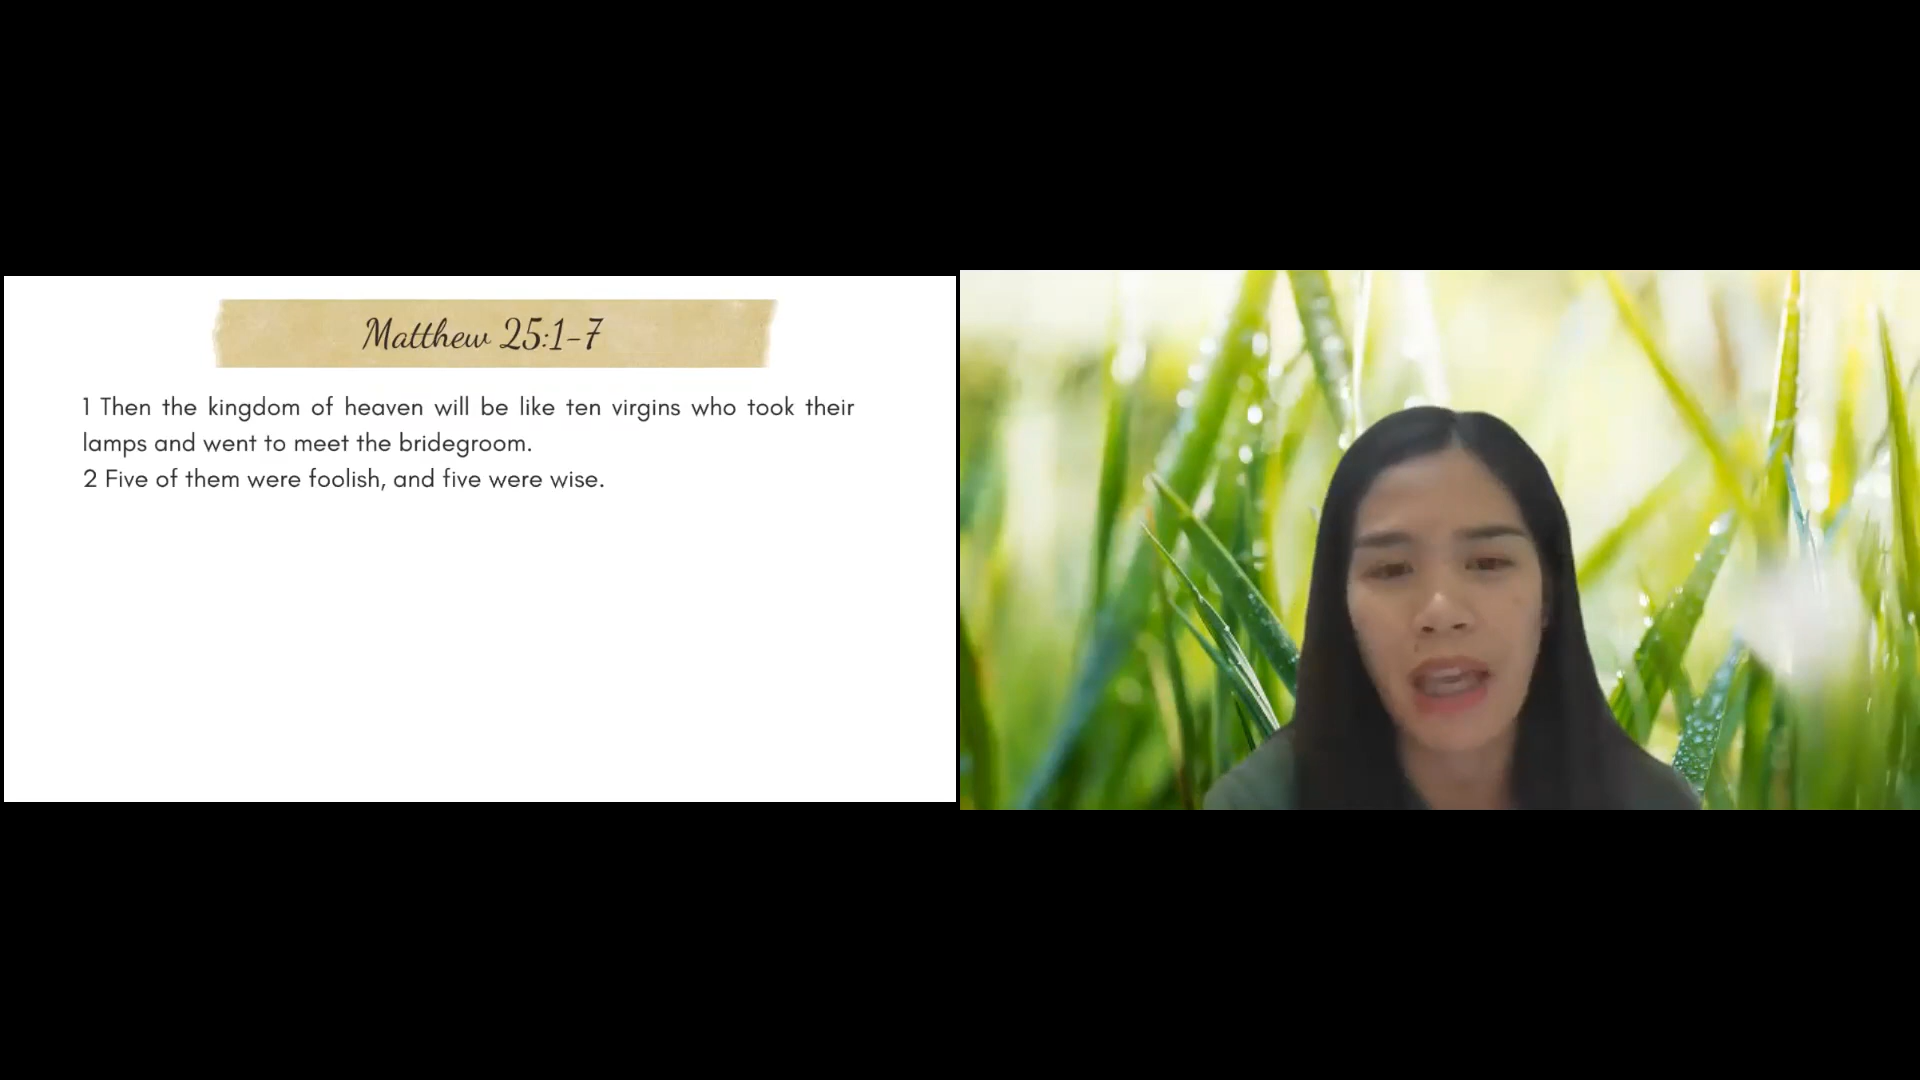 Matthew 25:1-7
1 Then the kingdom of heaven will be like ten virgins who took their
lamps and went to meet the bridegroom.
2 Five of them were foolish, and five were wise.